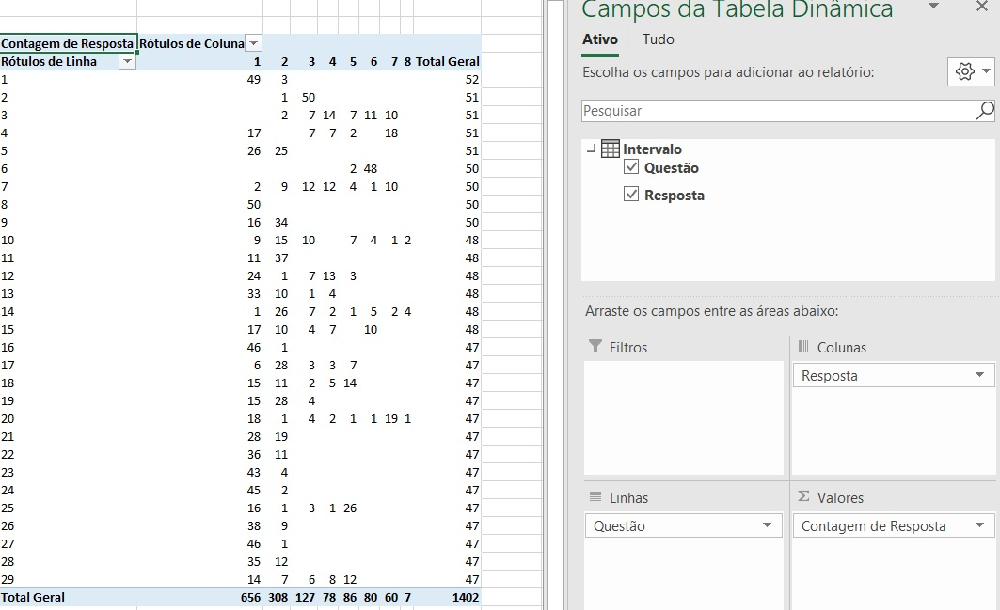 Contagem de Resposta Rótulos de Coluna
Rótulos de Linha 1 2 3 4 5 6 7 8 Total Geral
1 49 3 52
2 1 50 51
3 2 7 14 7 11 10 51
4 17 7 7 2 18 51
5 26 25 51
6 2 48 50
7 2 9 12 12 4 1 10 50
8 50 50
9 16 34 50
10 9 15 10 7 4 1 2 48
11 11 37 48
12 24 1 7 13 3 48
13 33 10 1 4 48
14 1 26 7 2 1 5 2 4 48
15 17 10 4 7 10 48
16 46 1 47
17 6 28 3 3 7 47
18 15 11 2 5 14 47
19 15 28 4 47
20 18 1 4 2 1 1 19 1 47
21 28 19 47
22 36 11 47
23 43 4 47
24 45 2 47
25 16 1 3 1 26 47
26 38 9 47
27 46 1 47
28 35 12 47
29 14 7 6 8 12 47
Total Geral 656 308 127 78 86 80 60 7 1402
Campos da Tabela Dinâmica
Ativo Tudo
Escolha os campos para adicionar ao relatório:
Pesquisar
Intervalo
Questão
Resposta
Arraste os campos entre as áreas abaixo:
Filtros
Colunas
Resposta
Linhas
Questão
Σ Valores
Contagem de Resposta